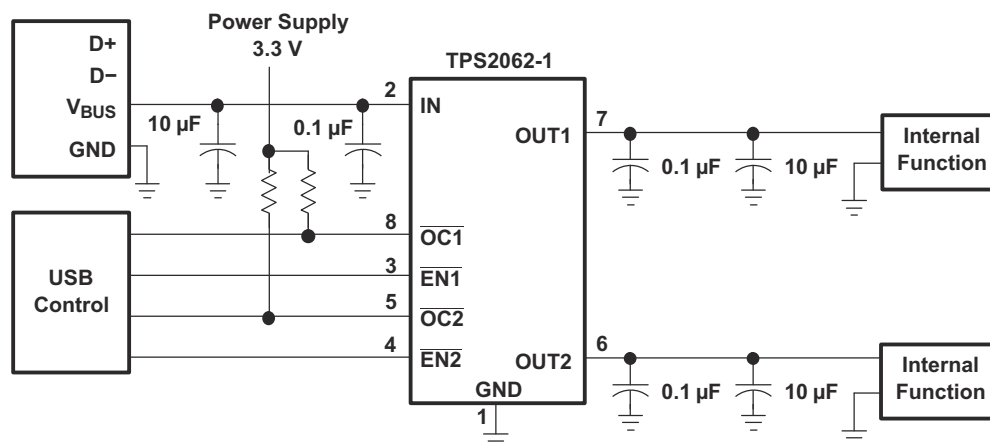 Power Supply
3.3 V
TPS2062-1
D+
D−
V_BUS
GND
10 µF
0.1 µF
2
IN
8
OC1
3
EN1
5
OC2
4
EN2
GND
1
OUT1
7
0.1 µF
10 µF
Internal
Function
OUT2
6
0.1 µF
10 µF
Internal
Function
USB
Control